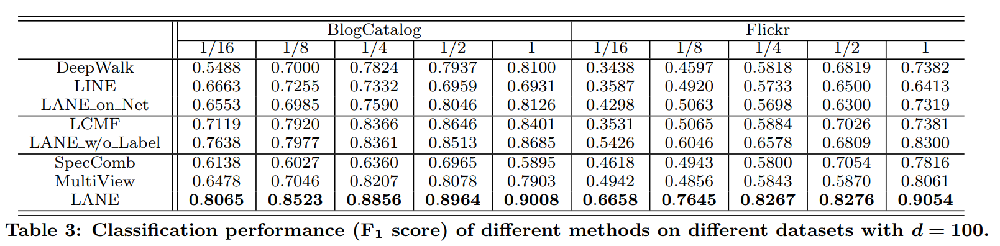 BlogCatalog Flickr
1/16 1/8 1/4 1/2 1 1/16 1/8 1/4 1/2 1
DeepWalk 0.5488 0.7000 0.7824 0.7937 0.8100 0.3438 0.4597 0.5818 0.6819 0.7382
LINE 0.6663 0.7255 0.7332 0.6959 0.6931 0.3587 0.4920 0.5733 0.6500 0.6413
LANE_on_Net 0.6553 0.6985 0.7590 0.8046 0.8126 0.4298 0.5063 0.5698 0.6300 0.7319
LCMF 0.7119 0.7920 0.8366 0.8646 0.8401 0.3531 0.5065 0.5884 0.7026 0.7381
LANE_w/o_Label 0.7638 0.7977 0.8361 0.8513 0.8685 0.5426 0.6046 0.6578 0.6809 0.8300
SpecComb 0.6138 0.6027 0.6360 0.6965 0.5895 0.4618 0.4943 0.5800 0.7054 0.7816
MultiView 0.6478 0.7046 0.8207 0.8078 0.7903 0.4942 0.4856 0.5843 0.5870 0.8061
LANE 0.8065 0.8523 0.8856 0.8964 0.9008 0.6658 0.7645 0.8267 0.8276 0.9054
Table 3: Classification performance (F₁ score) of different methods on different datasets with d = 100.